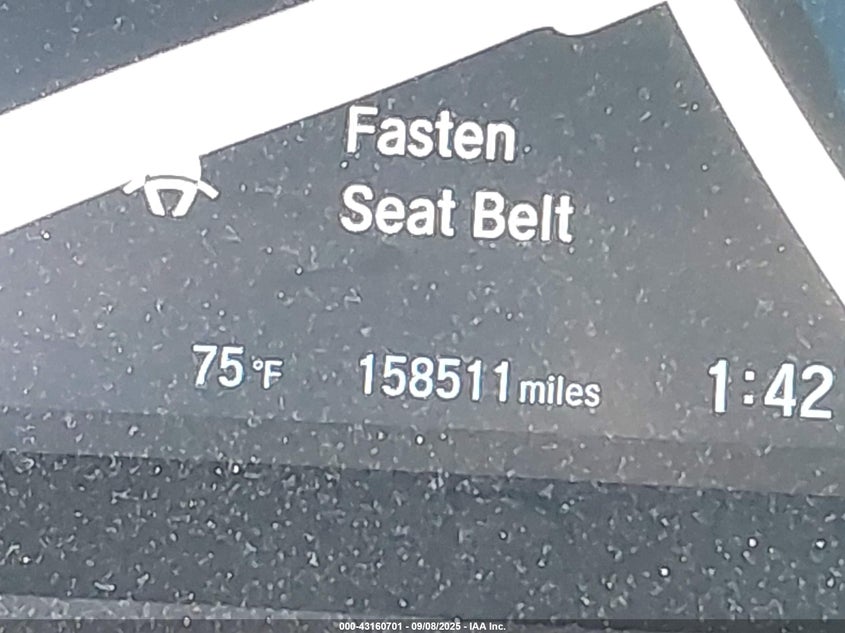 Fasten
Seat Belt
75°F 158511 miles 1:42
000-43160701 - 09/08/2025 - IAA Inc.